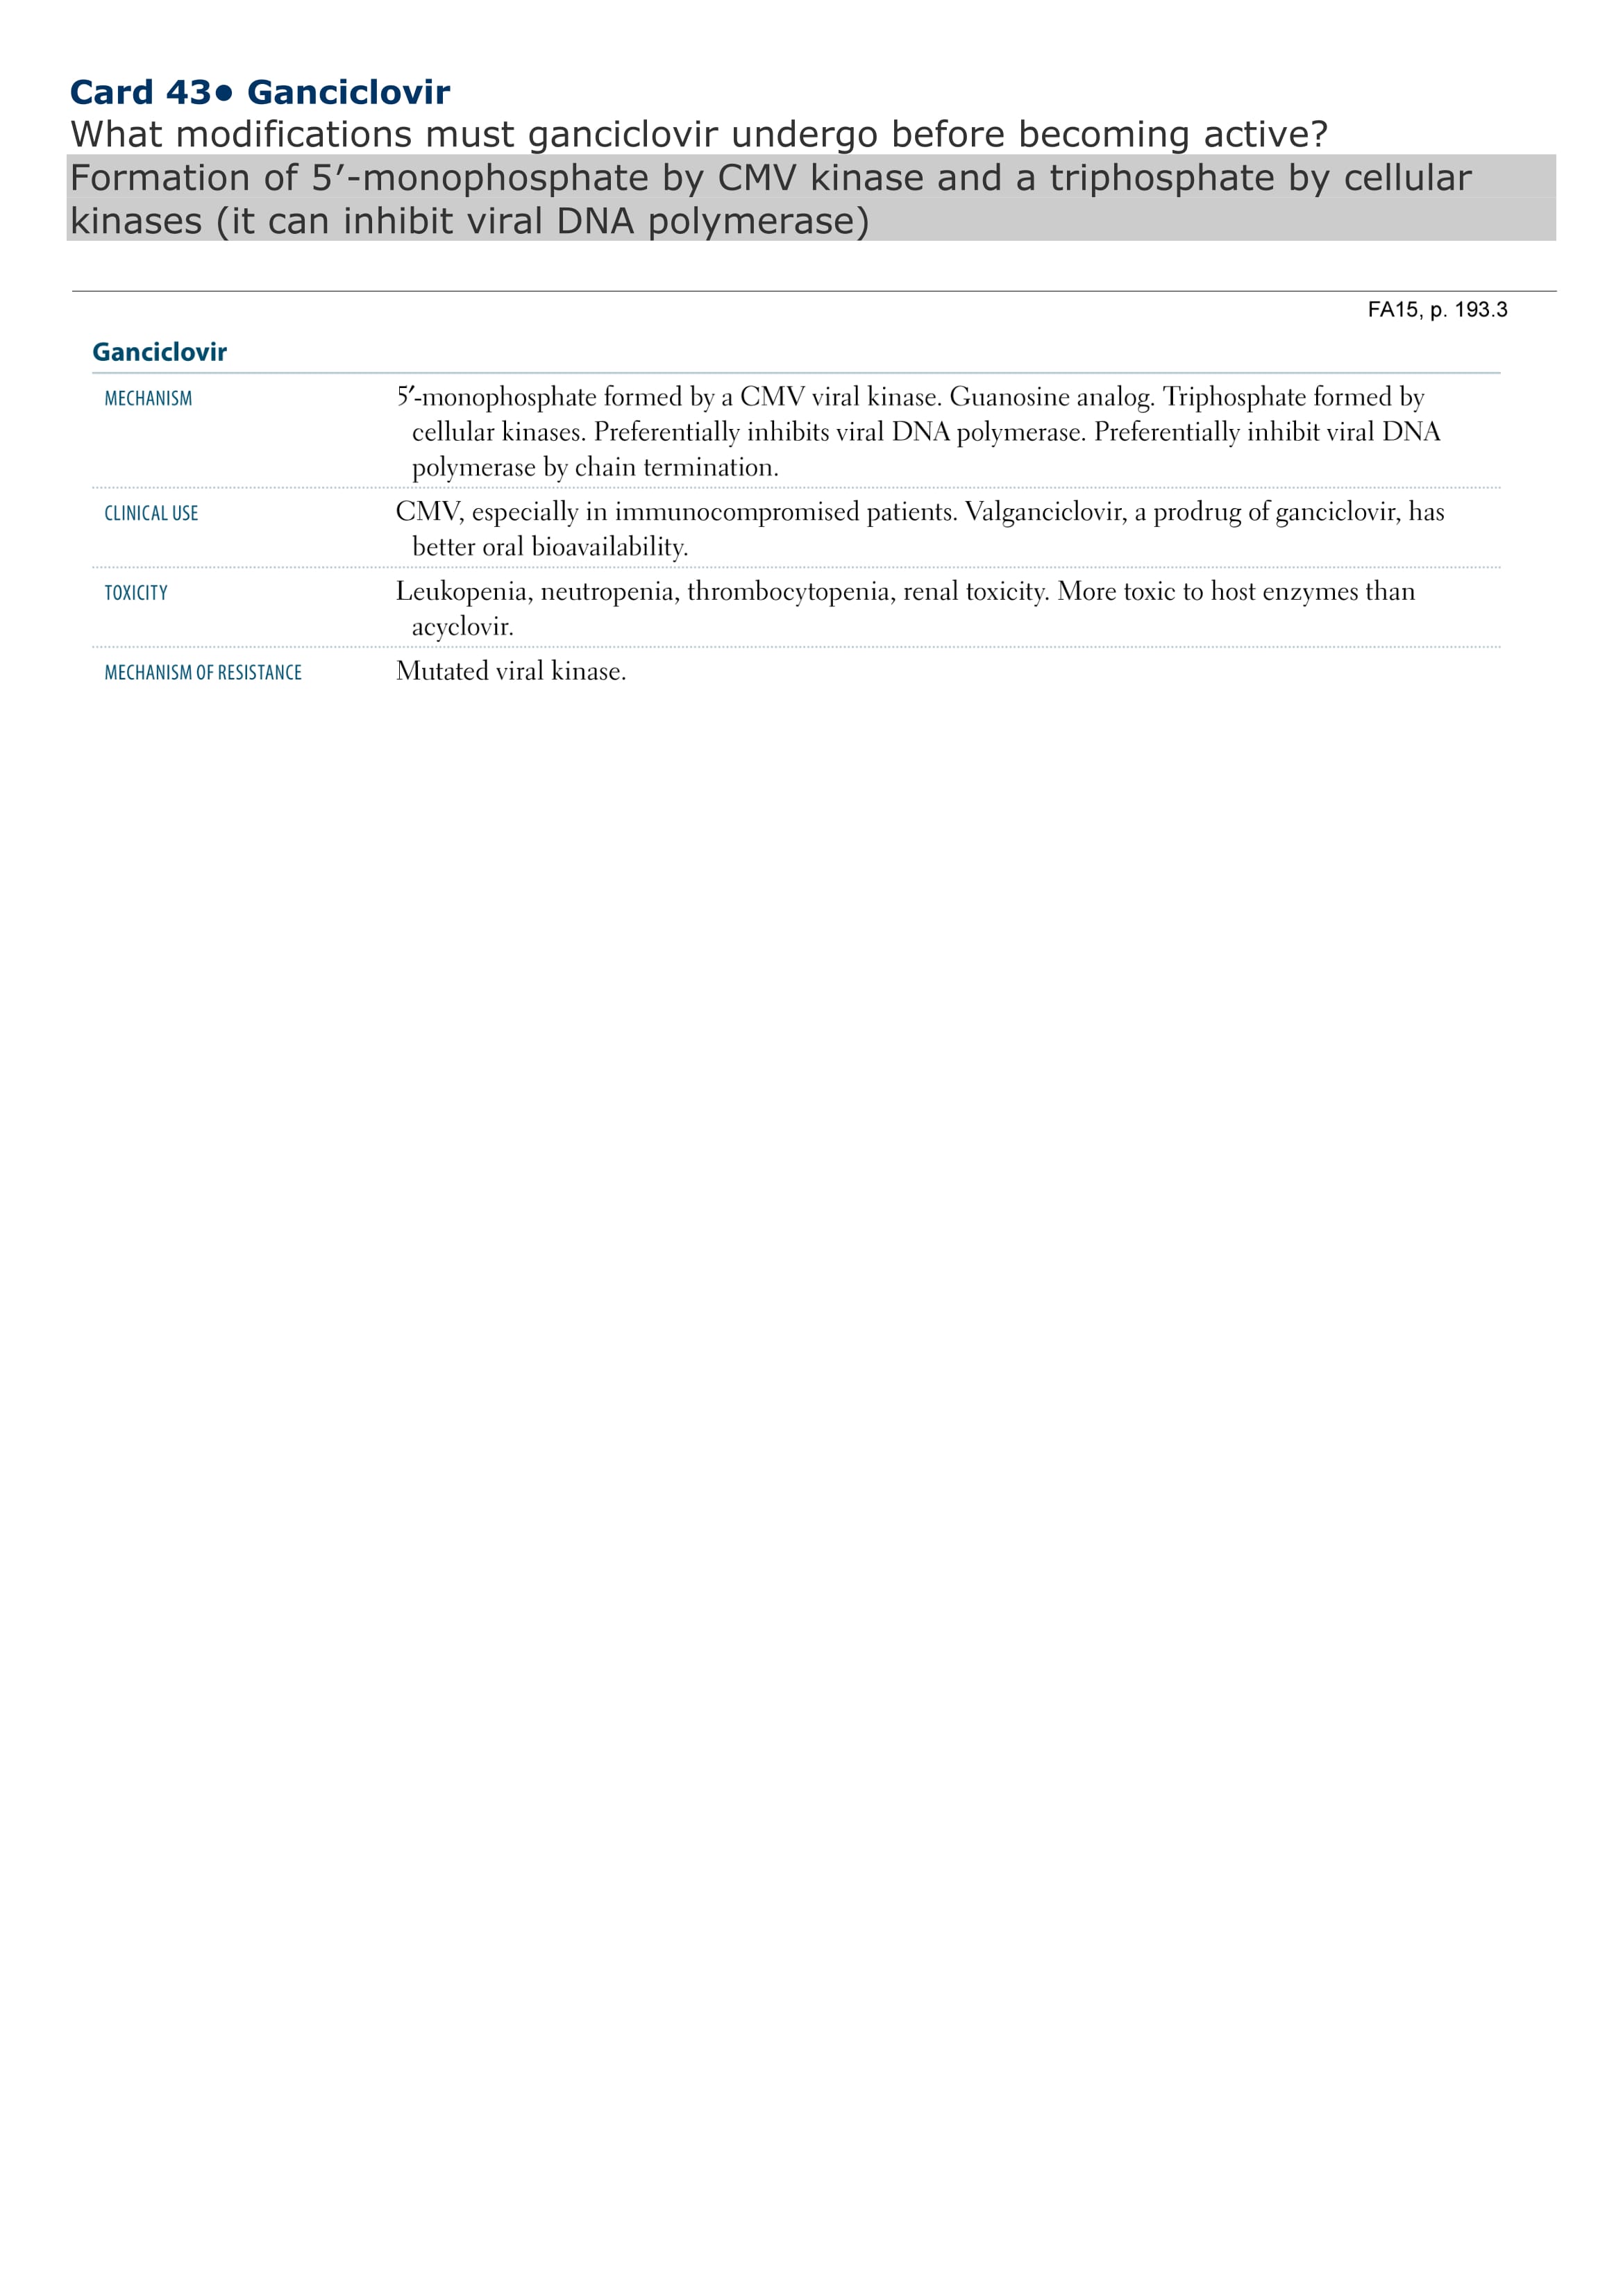 Card 43● Ganciclovir
What modifications must ganciclovir undergo before becoming active?
Formation of 5′-monophosphate by CMV kinase and a triphosphate by cellular
kinases (it can inhibit viral DNA polymerase)
FA15, p. 193.3
Ganciclovir
MECHANISM 5′-monophosphate formed by a CMV viral kinase. Guanosine analog. Triphosphate formed by
cellular kinases. Preferentially inhibits viral DNA polymerase. Preferentially inhibit viral DNA
polymerase by chain termination.
CLINICAL USE CMV, especially in immunocompromised patients. Valganciclovir, a prodrug of ganciclovir, has
better oral bioavailability.
TOXICITY Leukopenia, neutropenia, thrombocytopenia, renal toxicity. More toxic to host enzymes than
acyclovir.
MECHANISM OF RESISTANCE Mutated viral kinase.